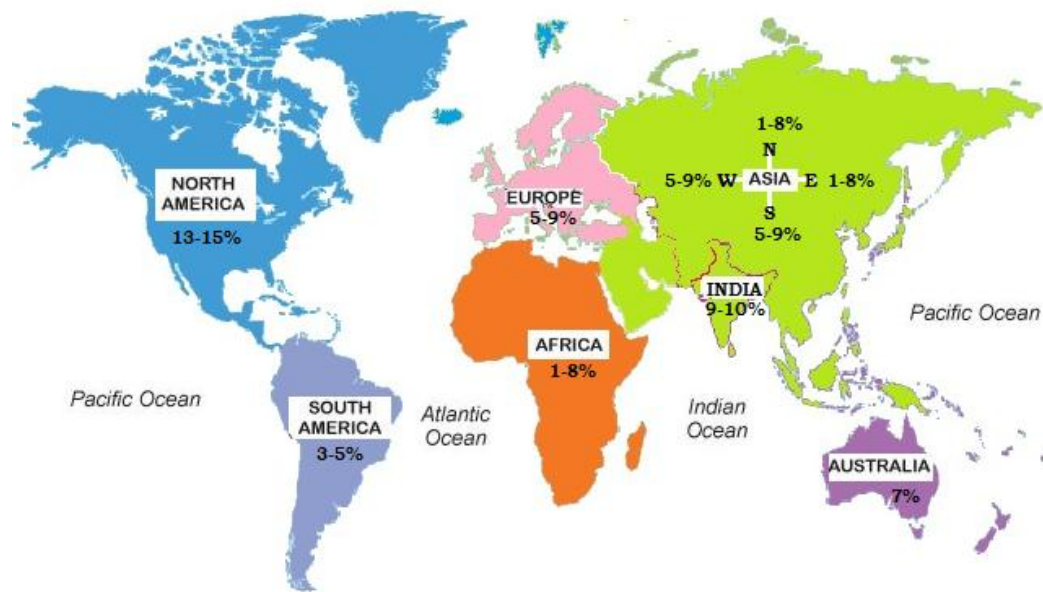 NORTH
AMERICA
13-15%
EUROPE
5-9%
1-8%
N
5-9% W ASIA E 1-8%
S
5-9%
INDIA
9-10%
Pacific Ocean
AFRICA
1-8%
Pacific Ocean
SOUTH
AMERICA
3-5%
Atlantic
Ocean
Indian
Ocean
AUSTRALIA
7%